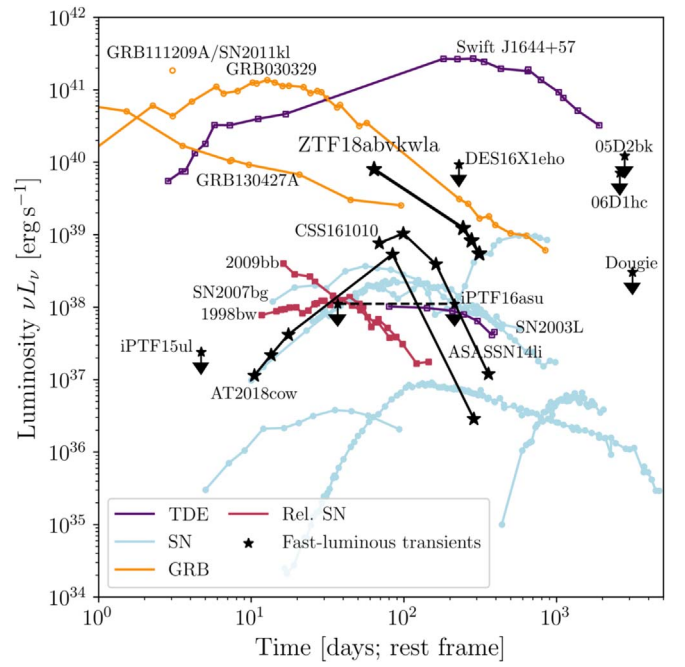 10^42
GRB111209A/SN2011kl
GRB030329
Swift J1644+57
10^41
ZTF18abvkwla
DES16X1eho
05D2bk
10^40
GRB130427A
06D1hc
CSS161010
10^39
2009bb
Dougie
SN2007bg
iPTF16asu
10^38
1998bw
SN2003L
iPTF15ul
ASASSN14li
10^37
AT2018cow
10^36
10^35
10^34
Luminosity νL_ν [erg s^−1]
TDE
SN
GRB
Rel. SN
Fast-luminous transients
10^0
10^1
10^2
10^3
Time [days; rest frame]